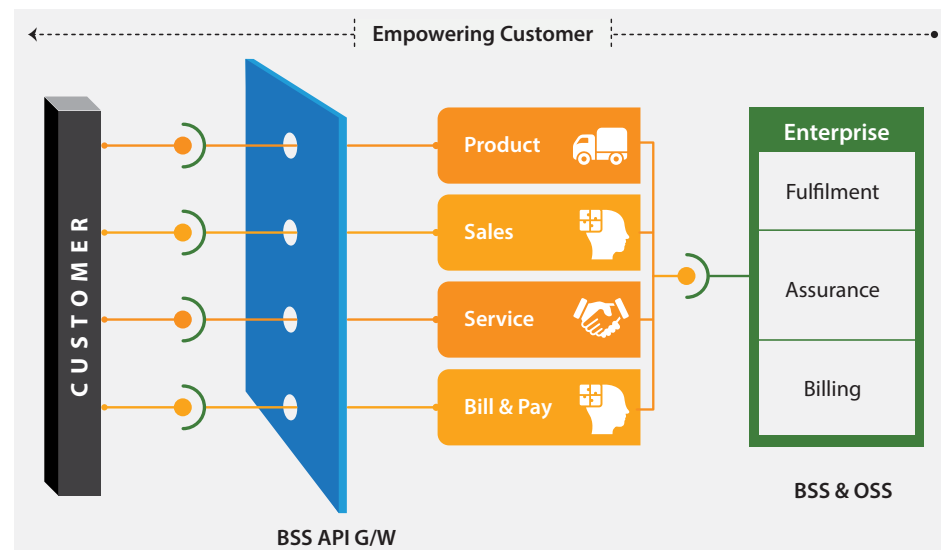 Empowering Customer
CUSTOMER
Product
Sales
Service
Bill & Pay
Enterprise
Fulfilment
Assurance
Billing
BSS & OSS
BSS API G/W